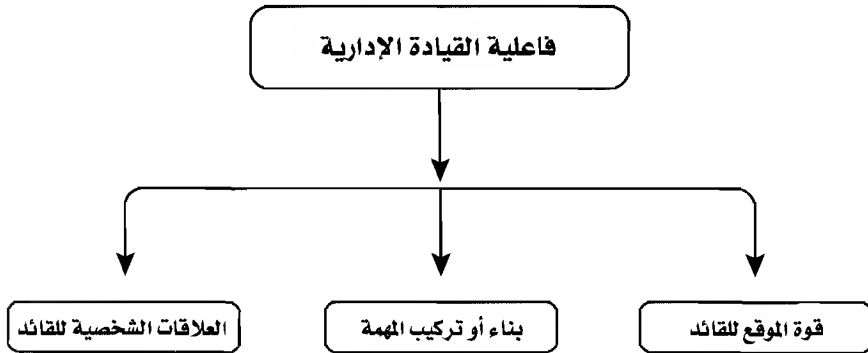 فاعلية القيادة الإدارية
قوة الموقع للقائد
بناء أو تركيب المهمة
العلاقات الشخصية للقائد